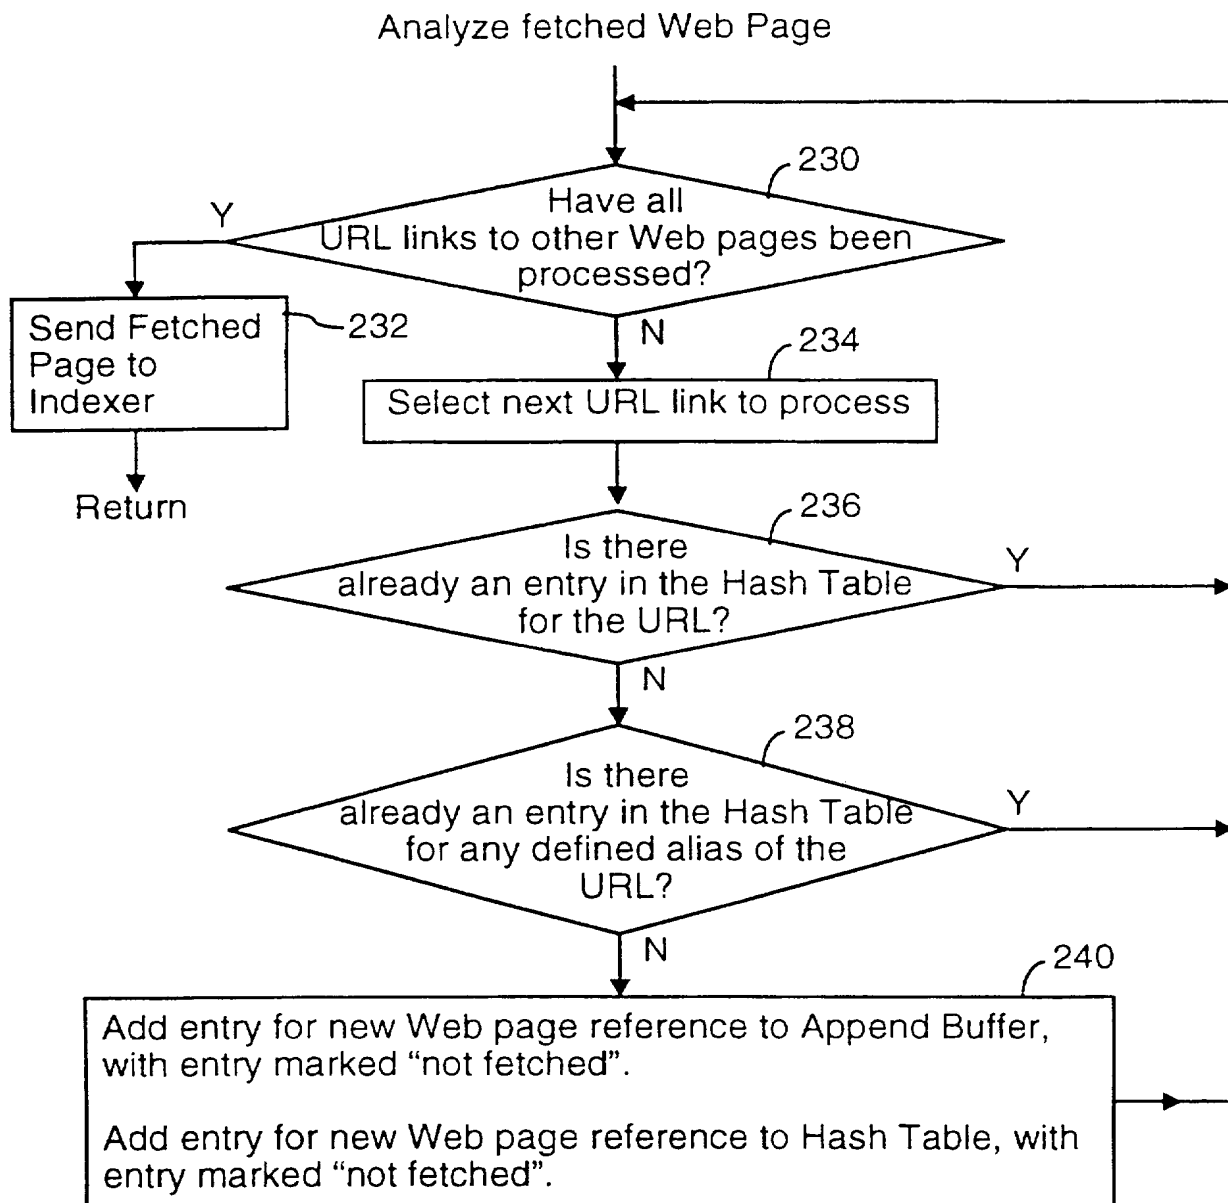 Analyze fetched Web Page
230
Have all
URL links to other Web pages been
processed?
Y
N
Send Fetched
Page to
Indexer
232
Return
234
Select next URL link to process
236
Is there
already an entry in the Hash Table
for the URL?
Y
N
238
Is there
already an entry in the Hash Table
for any defined alias of the
URL?
Y
N
240
Add entry for new Web page reference to Append Buffer,
with entry marked “not fetched”.
Add entry for new Web page reference to Hash Table, with
entry marked “not fetched”.